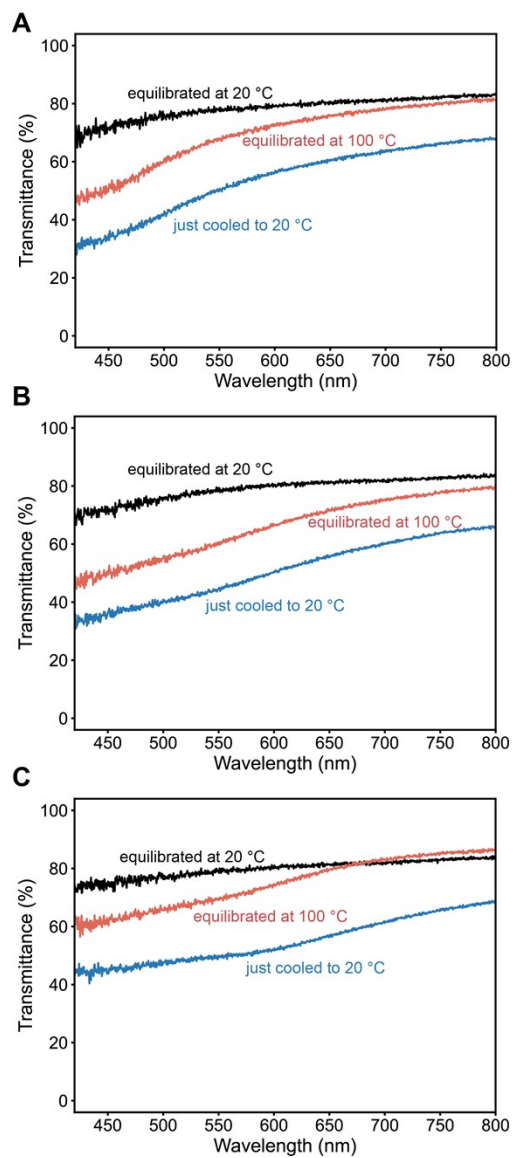 A
100
80
60
40
20
0
Transmittance (%)
equilibrated at 20 °C
equilibrated at 100 °C
just cooled to 20 °C
450 500 550 600 650 700 750 800
Wavelength (nm)
B
100
80
60
40
20
0
Transmittance (%)
equilibrated at 20 °C
equilibrated at 100 °C
just cooled to 20 °C
450 500 550 600 650 700 750 800
Wavelength (nm)
C
100
80
60
40
20
0
Transmittance (%)
equilibrated at 20 °C
equilibrated at 100 °C
just cooled to 20 °C
450 500 550 600 650 700 750 800
Wavelength (nm)